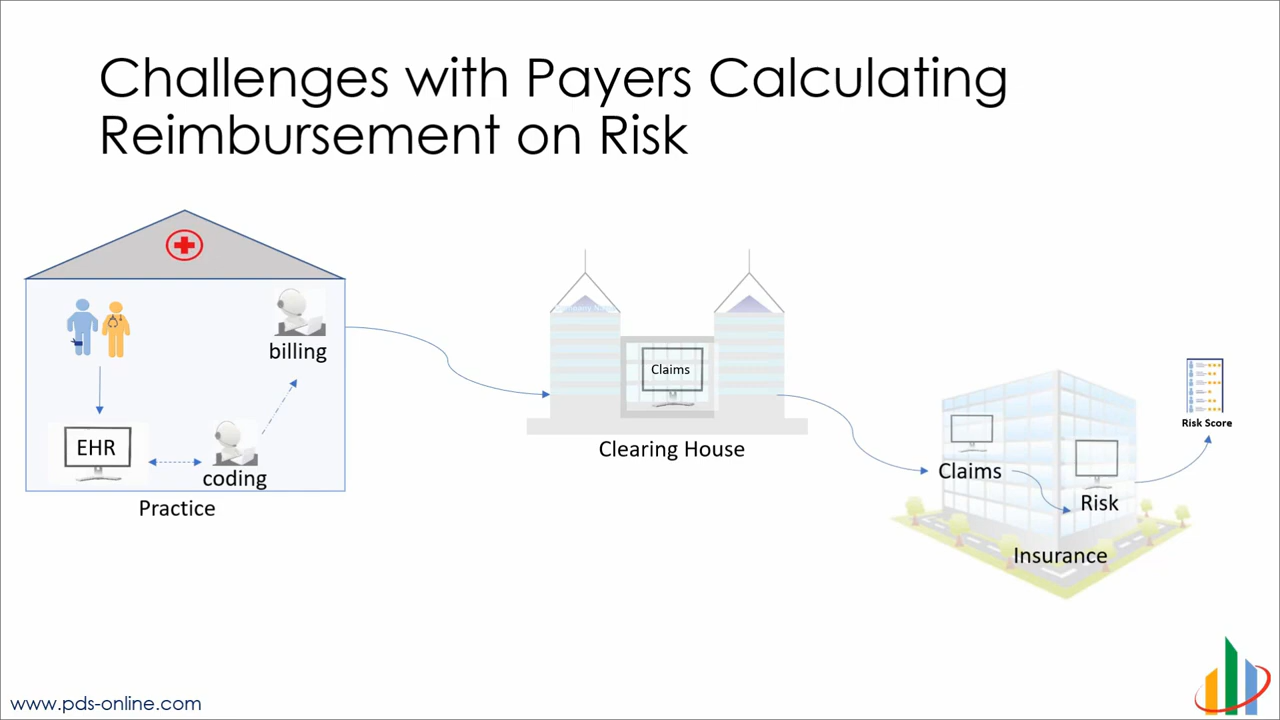 Challenges with Payers Calculating
Reimbursement on Risk
billing
EHR
coding
Practice
Claims
Clearing House
Claims
Risk
Insurance
Risk Score
www.pds-online.com